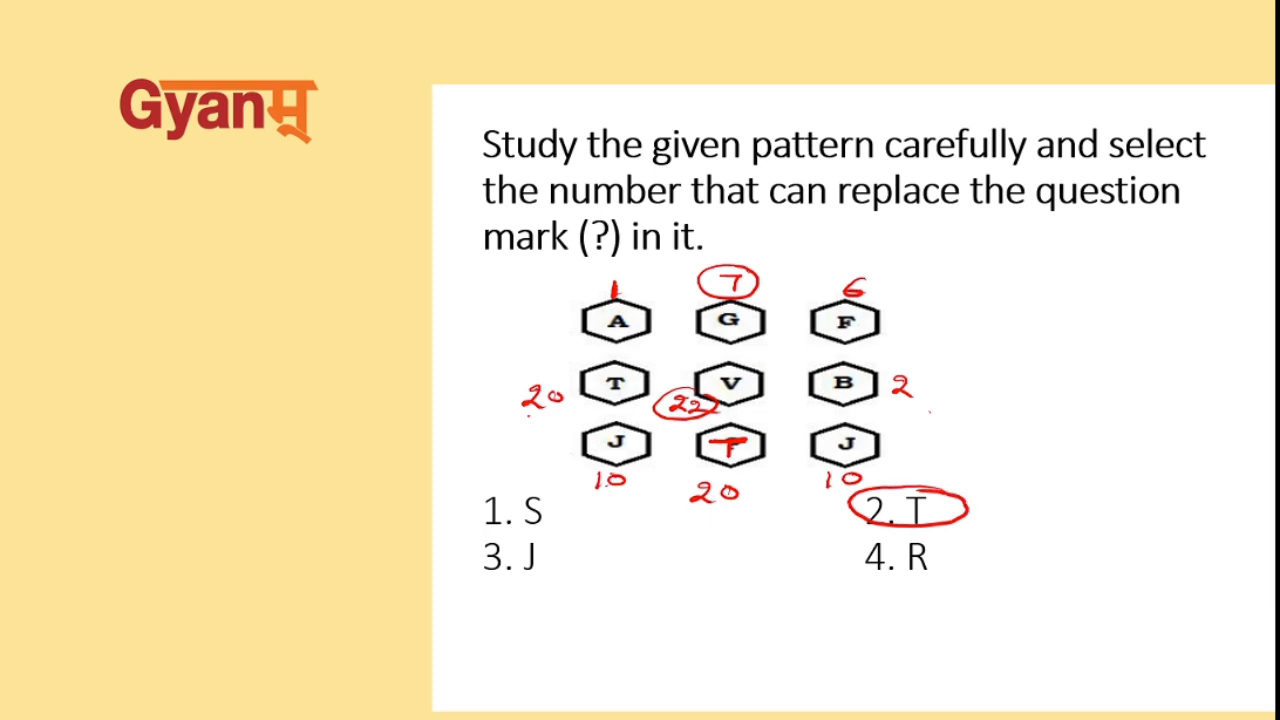 Gyanम्
Study the given pattern carefully and select
the number that can replace the question
mark (?) in it.
1 7 6
A G F
20 T 22 V B 2
J T J
10 20 10
1. S 2. T
3. J 4. R